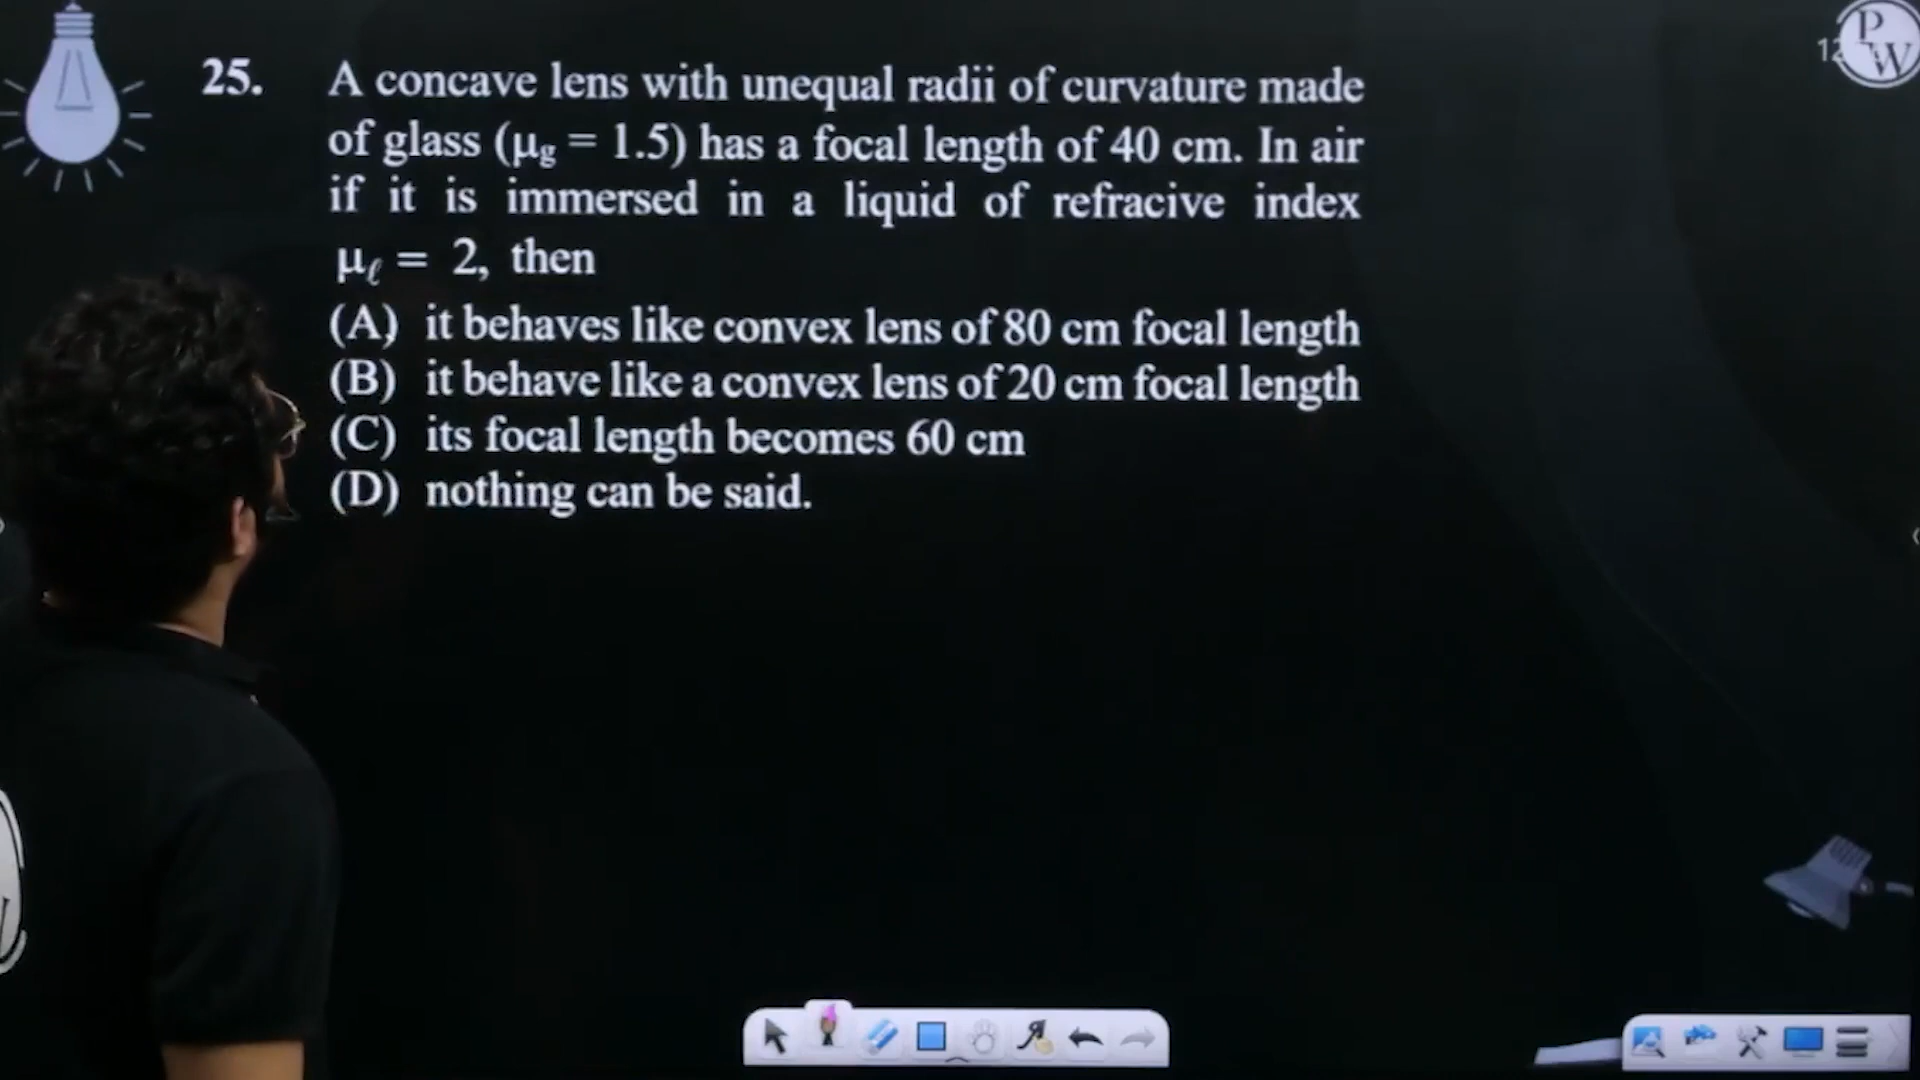 25. A concave lens with unequal radii of curvature made
of glass (μg = 1.5) has a focal length of 40 cm. In air
if it is immersed in a liquid of refracive index
μℓ = 2, then
(A) it behaves like convex lens of 80 cm focal length
(B) it behave like a convex lens of 20 cm focal length
(C) its focal length becomes 60 cm
(D) nothing can be said.
12
P
W